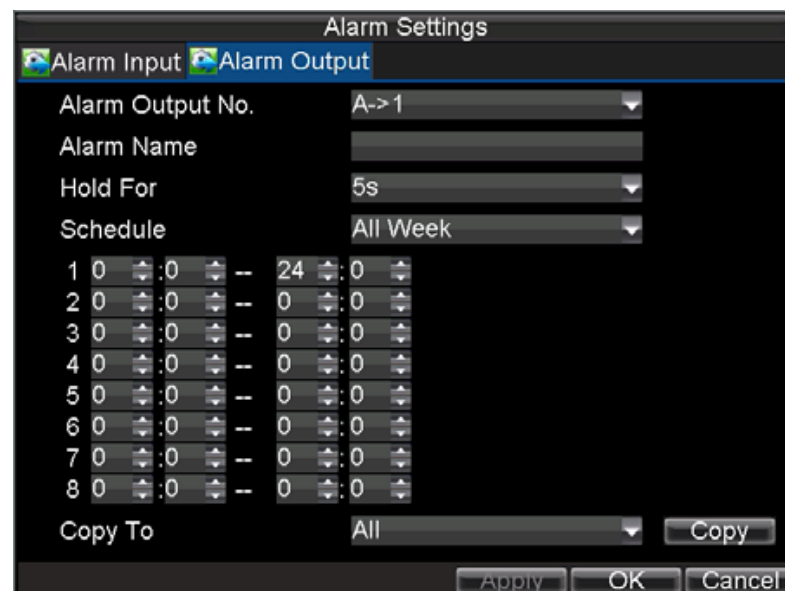 Alarm Settings
Alarm Input Alarm Output
Alarm Output No. A->1
Alarm Name
Hold For 5s
Schedule All Week
1 0 :0 -- 24 :0
2 0 :0 -- 0 :0
3 0 :0 -- 0 :0
4 0 :0 -- 0 :0
5 0 :0 -- 0 :0
6 0 :0 -- 0 :0
7 0 :0 -- 0 :0
8 0 :0 -- 0 :0
Copy To All Copy
Apply OK Cancel